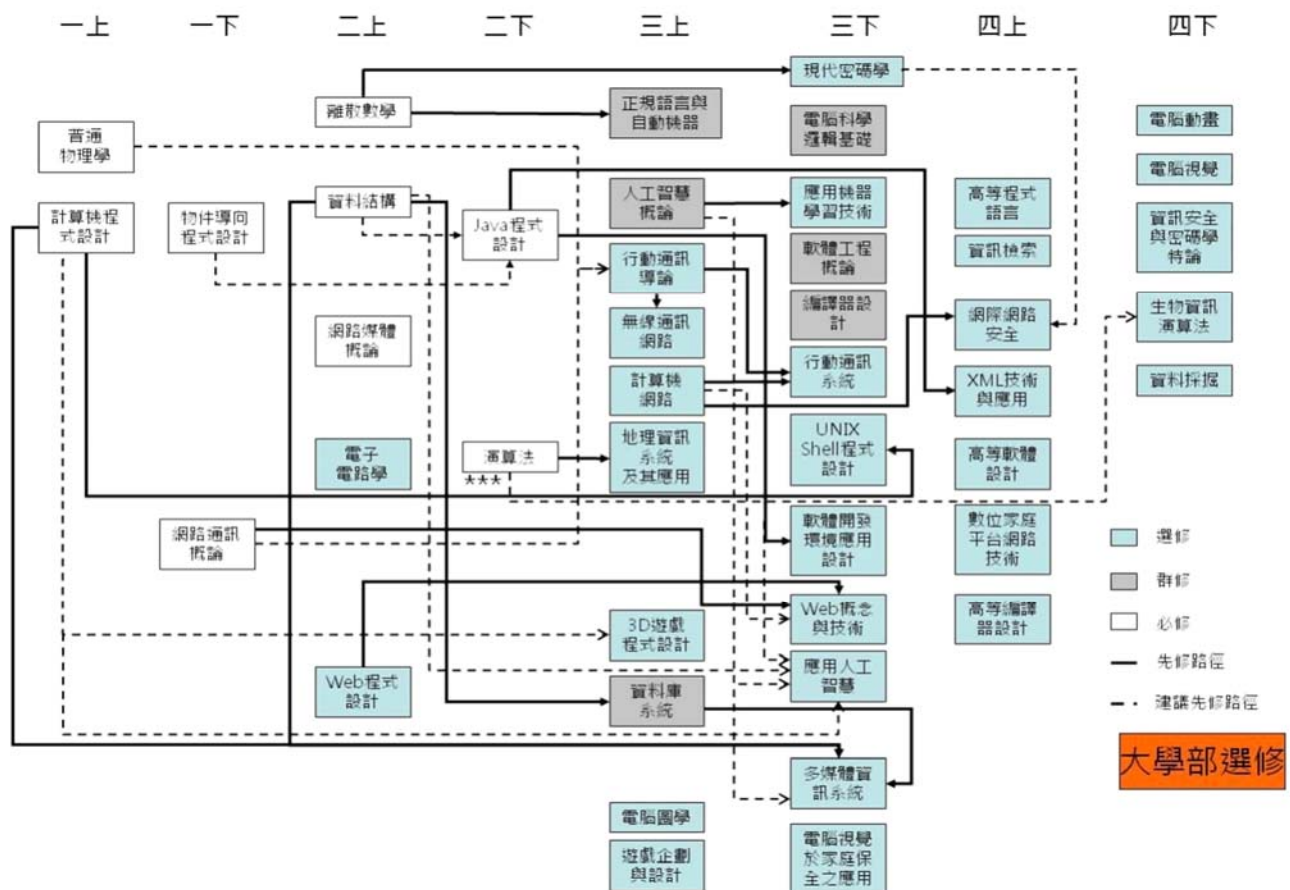 一上
一下
二上
二下
三上
三下
四上
四下
普通
物理學
計算機程
式設計
物件導向
程式設計
網路通訊
概論
離散數學
資料結構
網路媒體
概論
電子
電路學
Web程式
設計
Java程式
設計
演算法
***
正規語言與
自動機器
人工智慧
概論
行動通訊
導論
無線通訊
網路
計算機
網路
地理資訊
系統
及其應用
3D遊戲
程式設計
資料庫
系統
電腦圖學
遊戲企劃
與設計
現代密碼學
電腦科學
邏輯基礎
應用機器
學習技術
軟體工程
概論
編譯器設
計
行動通訊
系統
UNIX
Shell程式
設計
軟體開發
環境應用
設計
Web概念
與技術
應用人工
智慧
多媒體資
訊系統
電腦視覺
於家庭保
全之應用
高等程式
語言
資訊檢索
網際網路
安全
XML技術
與應用
高等軟體
設計
數位家庭
平台網路
技術
高等編譯
器設計
電腦動畫
電腦視覺
資訊安全
與密碼學
特論
生物資訊
演算法
資料採掘
選修
群修
必修
先修路徑
建議先修路徑
大學部選修